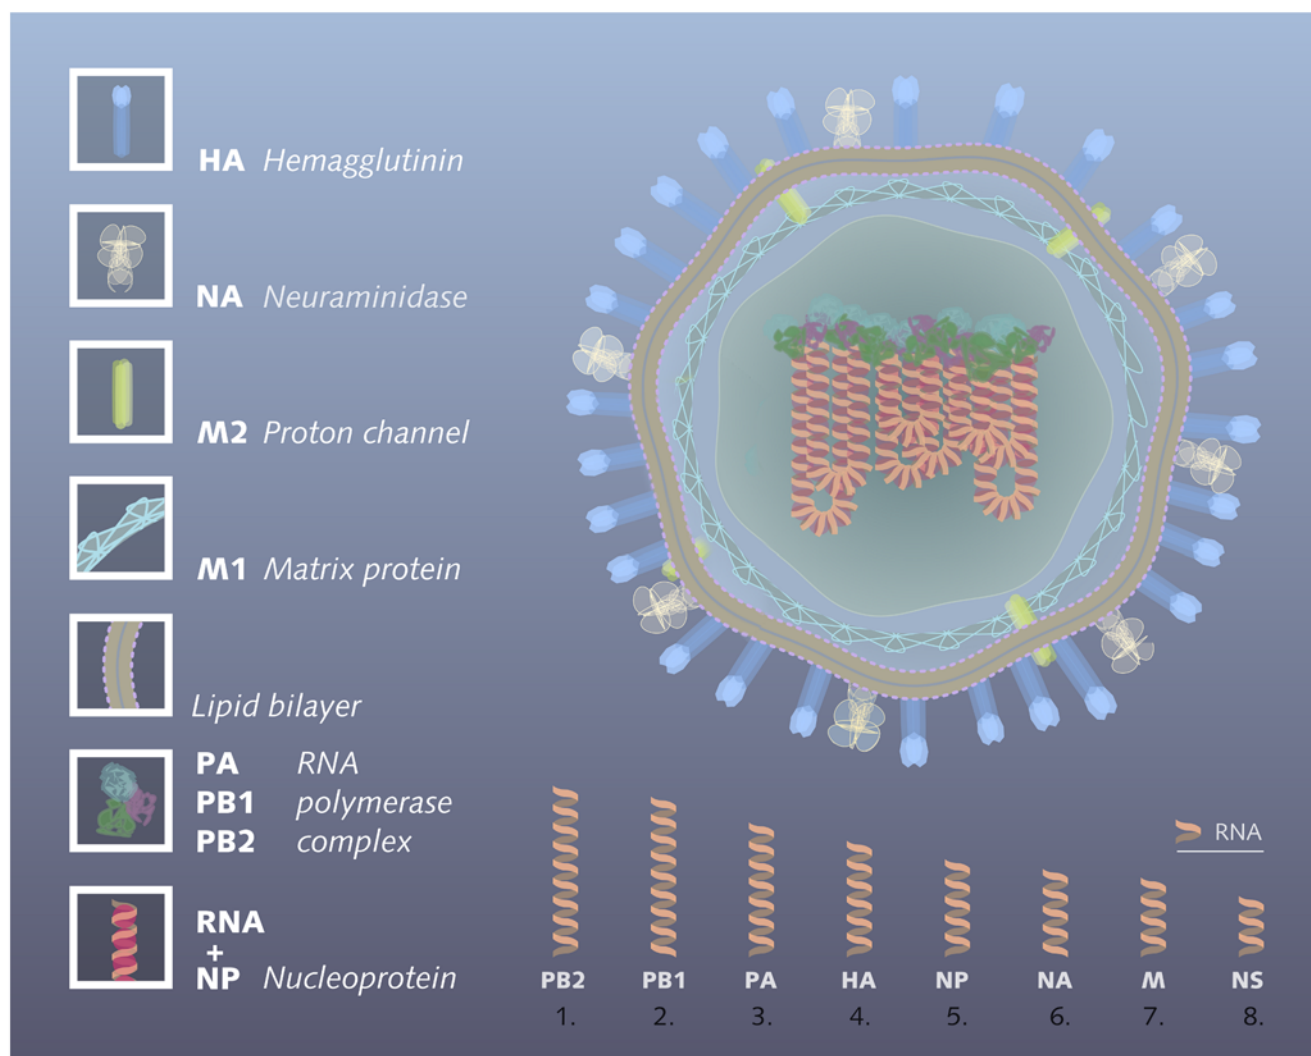 HA Hemagglutinin
NA Neuraminidase
M2 Proton channel
M1 Matrix protein
Lipid bilayer
PA RNA
PB1 polymerase
PB2 complex
RNA
+
NP Nucleoprotein
RNA
PB2 PB1 PA HA NP NA M NS
1. 2. 3. 4. 5. 6. 7. 8.